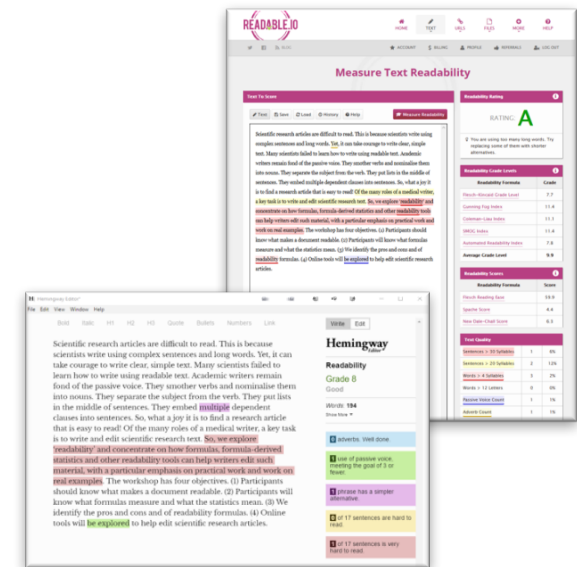 READABLE.IO
HOME
TEXT
URLS
FILES
MORE
HELP
BLOG
ACCOUNT
BILLING
PROFILE
REFERRALS
LOG OUT
Measure Text Readability
Text To Score
Text
Save
Load
History
Help
Measure Readability
Scientific research articles are difficult to read. This is because scientists write using
complex sentences and long words. Yet, it can take courage to write clear, simple
text. Many scientists failed to learn how to write using readable text. Academic
writers remain fond of the passive voice. They smother verbs and nominalise them
into nouns. They separate the subject from the verb. They put lists in the middle of
sentences. They embed multiple dependent clauses into sentences. So, what a joy it
is to find a research article that is easy to read! Of the many roles of a medical writer,
a key task is to write and edit scientific research text. So, we explore 'readability' and
concentrate on how formulas, formula-derived statistics and other readability tools
can help writers edit such material, with a particular emphasis on practical work and
work on real examples. The workshop has four objectives. (1) Participants should
know what makes a document readable. (2) Participants will know what formulas
measure and what the statistics mean. (3) We identify the pros and cons of
readability formulas. (4) Online tools will be explored to help edit scientific research
articles.
Readability Rating
RATING: A
You are using too many long words. Try
replacing some of them with shorter
alternatives.
Readability Grade Levels
Readability Formula Grade
Flesch-Kincaid Grade Level 7.7
Gunning Fog Index 11.4
Coleman-Liau Index 11.1
SMOG Index 11.4
Automated Readability Index 7.8
Average Grade Level 9.9
Readability Scores
Readability Formula Score
Flesch Reading Ease 59.9
Spache Score 4.4
New Dale-Chall Score 6.3
Text Quality
Sentences > 30 Syllables 1 6%
Sentences > 20 Syllables 2 12%
Words > 4 Syllables 3 2%
Words > 12 Letters 0 0%
Passive Voice Count 1 1%
Adverb Count 1 1%
H Hemingway Editor
File Edit View Window Help
Bold Italic H1 H2 H3 Quote Bullets Numbers Link
Write Edit
Scientific research articles are difficult to read. This is because
scientists write using complex sentences and long words. Yet, it can
take courage to write clear, simple text. Many scientists failed to
learn how to write using readable text. Academic writers remain
fond of the passive voice. They smother verbs and nominalise them
into nouns. They separate the subject from the verb. They put lists
in the middle of sentences. They embed multiple dependent
clauses into sentences. So, what a joy it is to find a research article
that is easy to read! Of the many roles of a medical writer, a key task
is to write and edit scientific research text. So, we explore
'readability' and concentrate on how formulas, formula-derived
statistics and other readability tools can help writers edit such
material, with a particular emphasis on practical work and work on
real examples. The workshop has four objectives. (1) Participants
should know what makes a document readable. (2) Participants will
know what formulas measure and what the statistics mean. (3) We
identify the pros and cons of readability formulas. (4) Online
tools will be explored to help edit scientific research articles.
Hemingway
Editor
Readability
Grade 8
Good
Words: 194
Show More
0 adverbs. Well done.
1 use of passive voice,
meeting the goal of 3 or
fewer.
1 phrase has a simpler
alternative.
0 of 17 sentences are hard to
read.
1 of 17 sentences is very
hard to read.